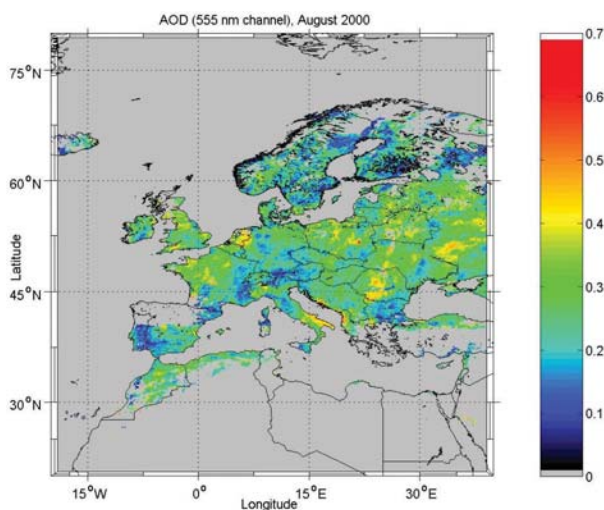 AOD (555 nm channel), August 2000
75°N
60°N
45°N
30°N
Latitude
15°W
0°
15°E
30°E
Longitude
0.7
0.6
0.5
0.4
0.3
0.2
0.1
0